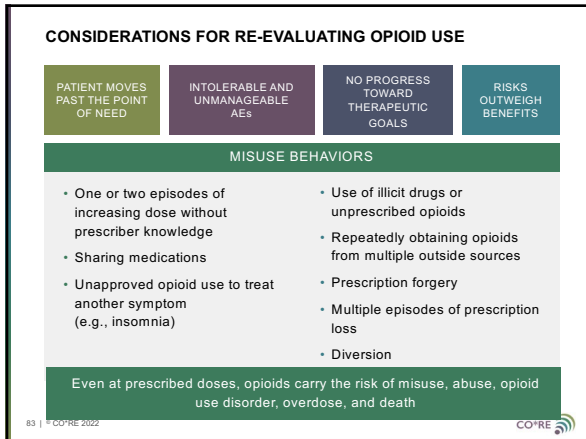 CONSIDERATIONS FOR RE-EVALUATING OPIOID USE
PATIENT MOVES
PAST THE POINT
OF NEED
INTOLERABLE AND
UNMANAGEABLE
AEs
NO PROGRESS
TOWARD
THERAPEUTIC
GOALS
RISKS
OUTWEIGH
BENEFITS
MISUSE BEHAVIORS
• One or two episodes of
increasing dose without
prescriber knowledge
• Sharing medications
• Unapproved opioid use to treat
another symptom
(e.g., insomnia)
• Use of illicit drugs or
unprescribed opioids
• Repeatedly obtaining opioids
from multiple outside sources
• Prescription forgery
• Multiple episodes of prescription
loss
• Diversion
Even at prescribed doses, opioids carry the risk of misuse, abuse, opioid
use disorder, overdose, and death
83 | © CO*RE 2022
CO*RE